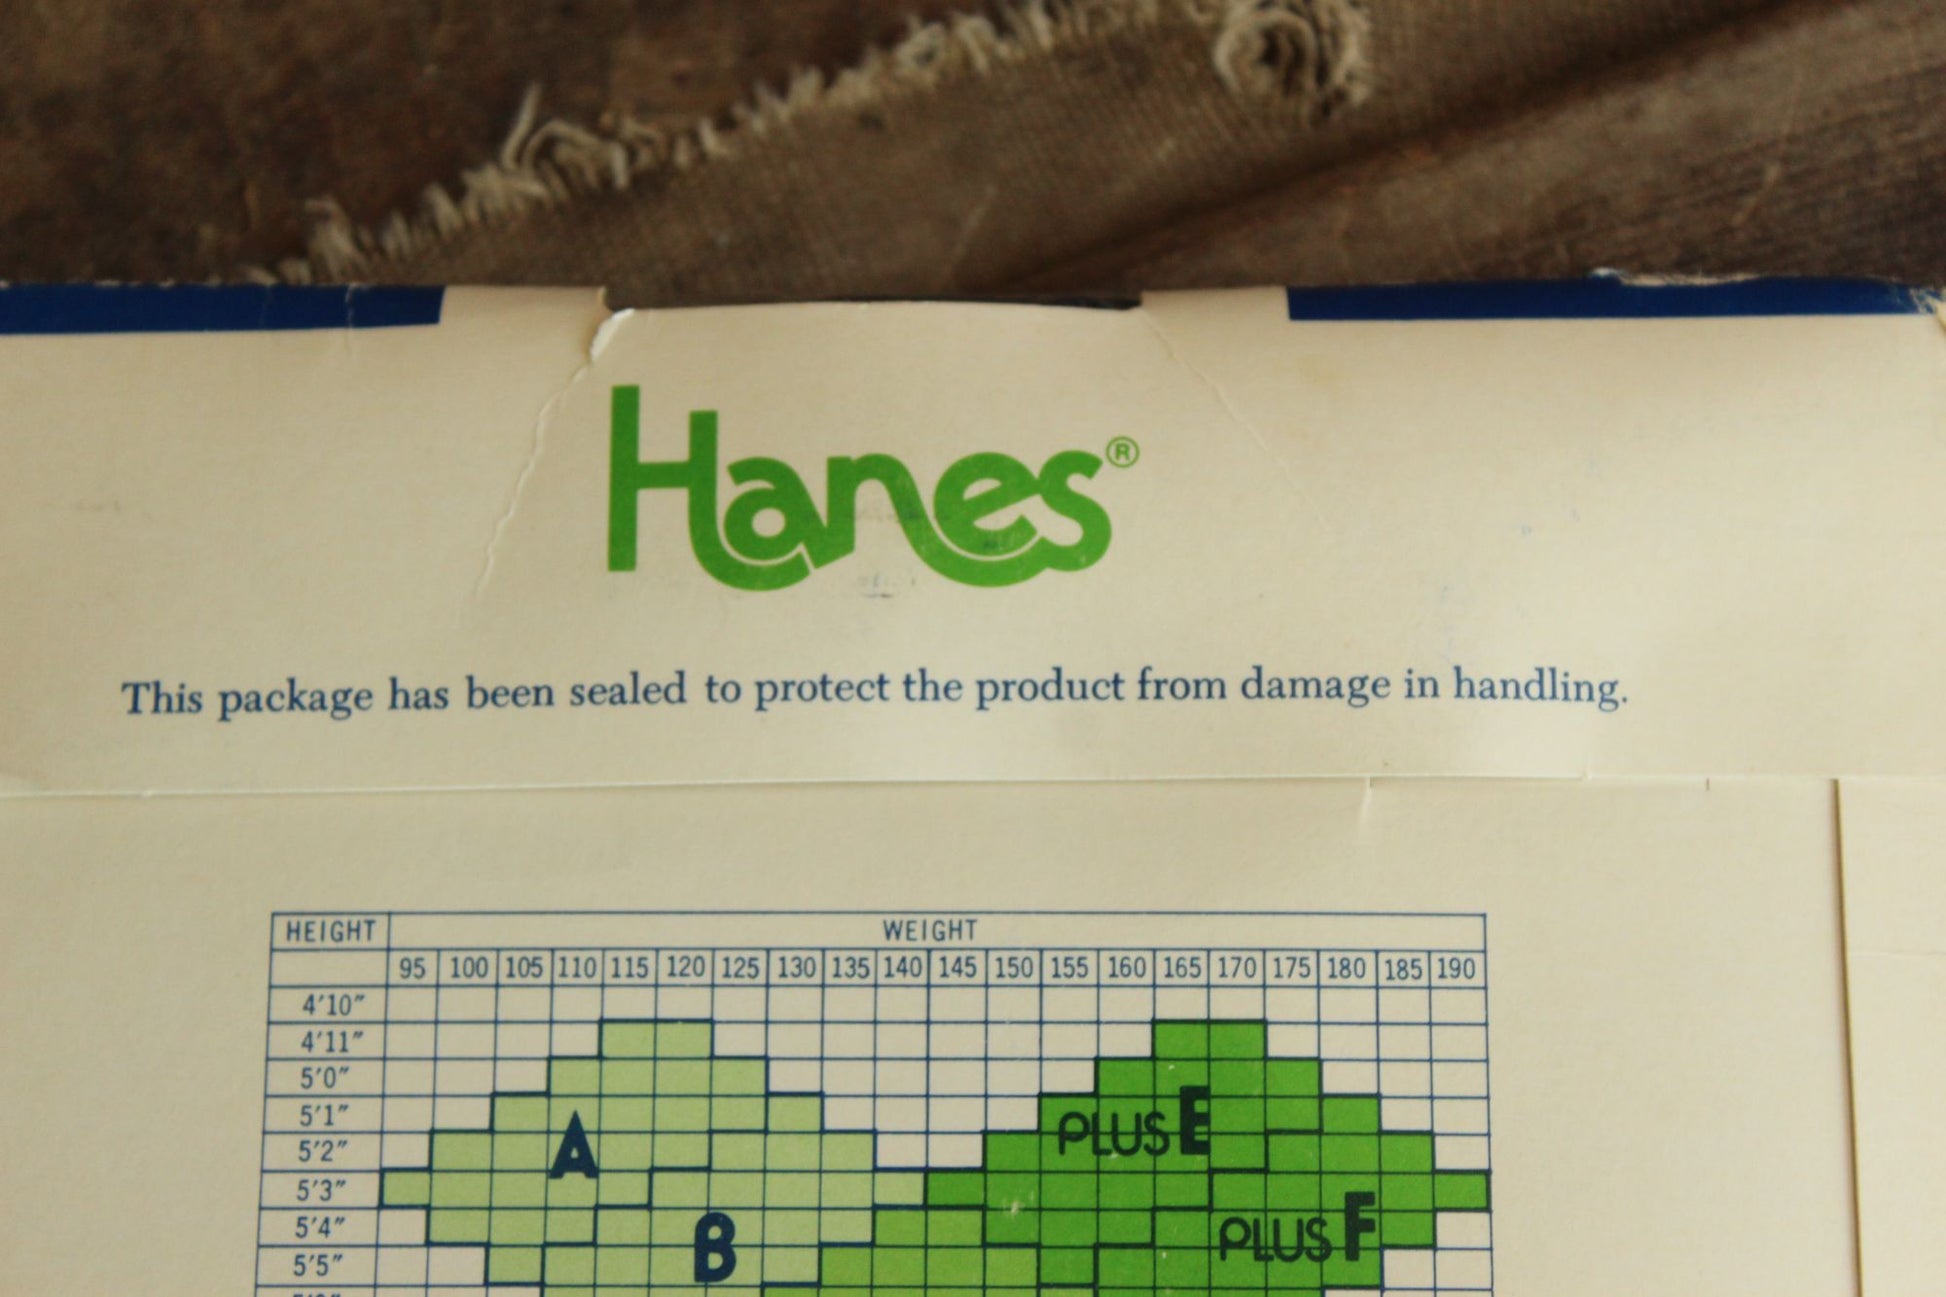 Hanes®
This package has been sealed to protect the product from damage in handling.
HEIGHT WEIGHT
95 100 105 110 115 120 125 130 135 140 145 150 155 160 165 170 175 180 185 190
4'10"
4'11"
5'0"
5'1"
PLUS E
5'2"
A
5'3"
5'4"
B
PLUS F
5'5"